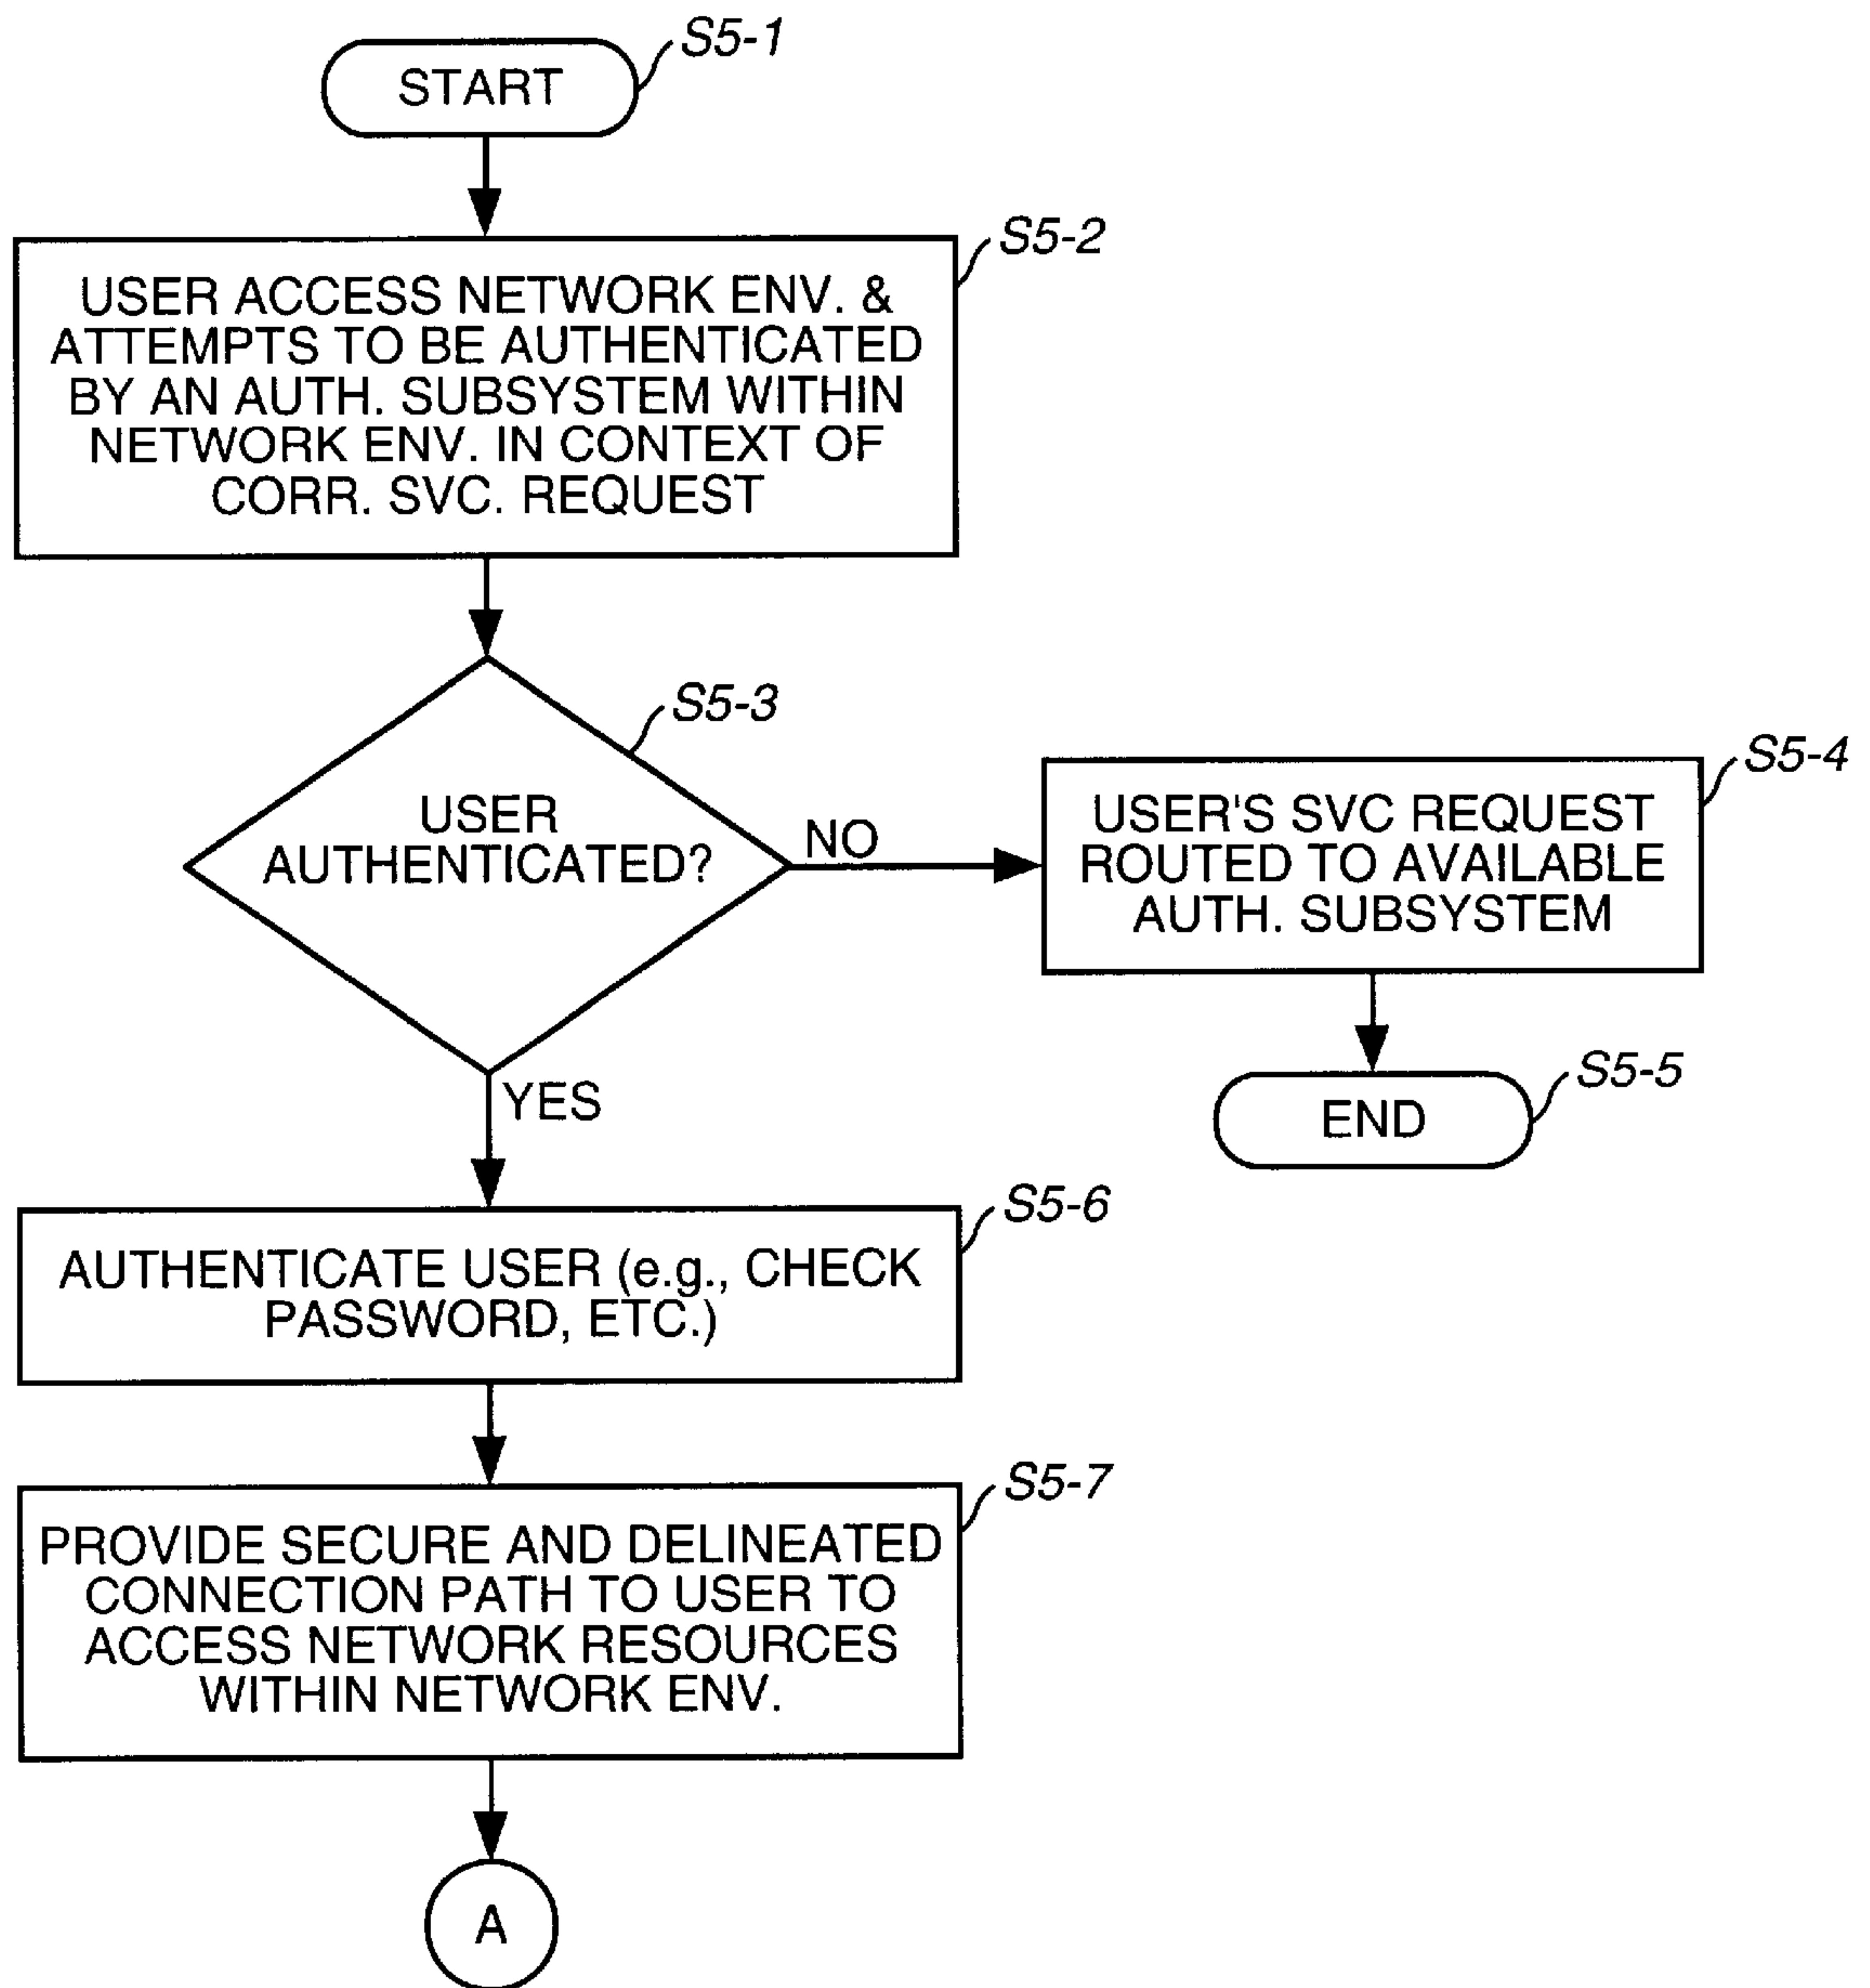 S5-1
START
S5-2
USER ACCESS NETWORK ENV. &
ATTEMPTS TO BE AUTHENTICATED
BY AN AUTH. SUBSYSTEM WITHIN
NETWORK ENV. IN CONTEXT OF
CORR. SVC. REQUEST
S5-3
USER
AUTHENTICATED?
NO
S5-4
USER'S SVC REQUEST
ROUTED TO AVAILABLE
AUTH. SUBSYSTEM
S5-5
END
YES
S5-6
AUTHENTICATE USER (e.g., CHECK
PASSWORD, ETC.)
S5-7
PROVIDE SECURE AND DELINEATED
CONNECTION PATH TO USER TO
ACCESS NETWORK RESOURCES
WITHIN NETWORK ENV.
A